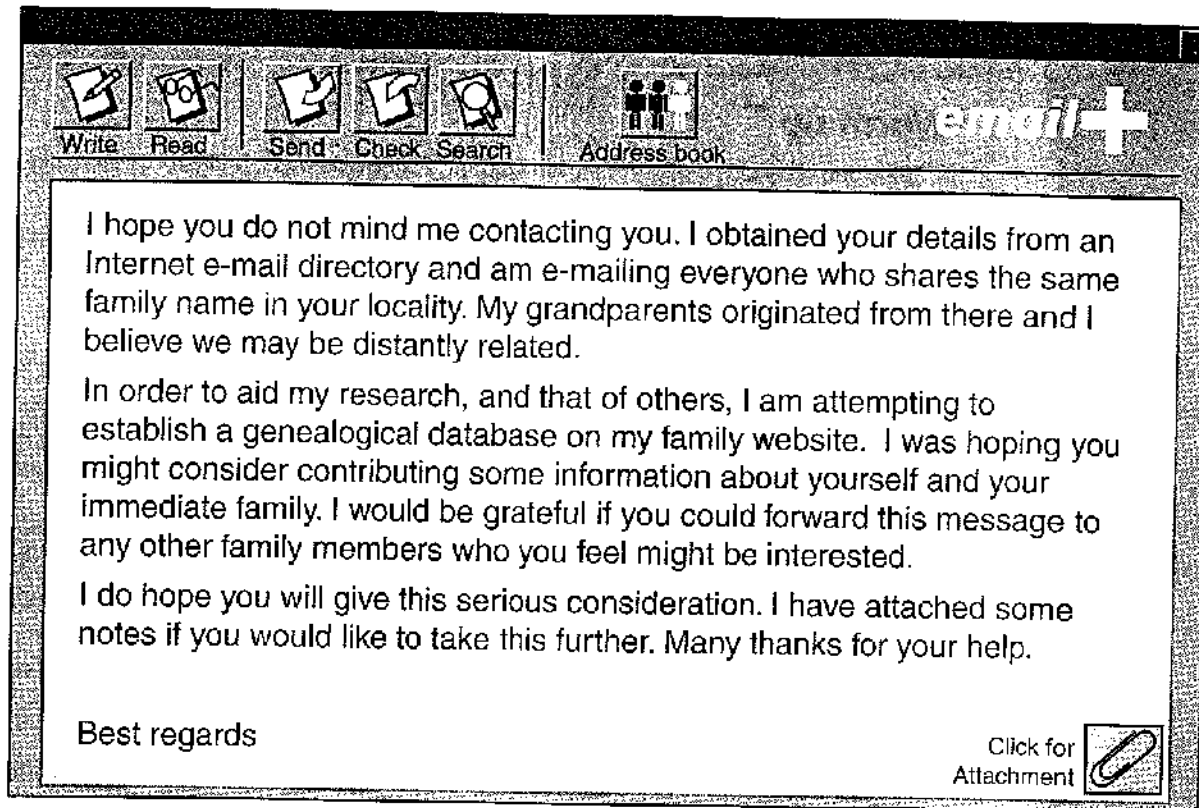 email
Write Read Send Check Search Address book
I hope you do not mind me contacting you. I obtained your details from an
Internet e-mail directory and am e-mailing everyone who shares the same
family name in your locality. My grandparents originated from there and I
believe we may be distantly related.
In order to aid my research, and that of others, I am attempting to
establish a genealogical database on my family website. I was hoping you
might consider contributing some information about yourself and your
immediate family. I would be grateful if you could forward this message to
any other family members who you feel might be interested.
I do hope you will give this serious consideration. I have attached some
notes if you would like to take this further. Many thanks for your help.
Best regards
Click for
Attachment